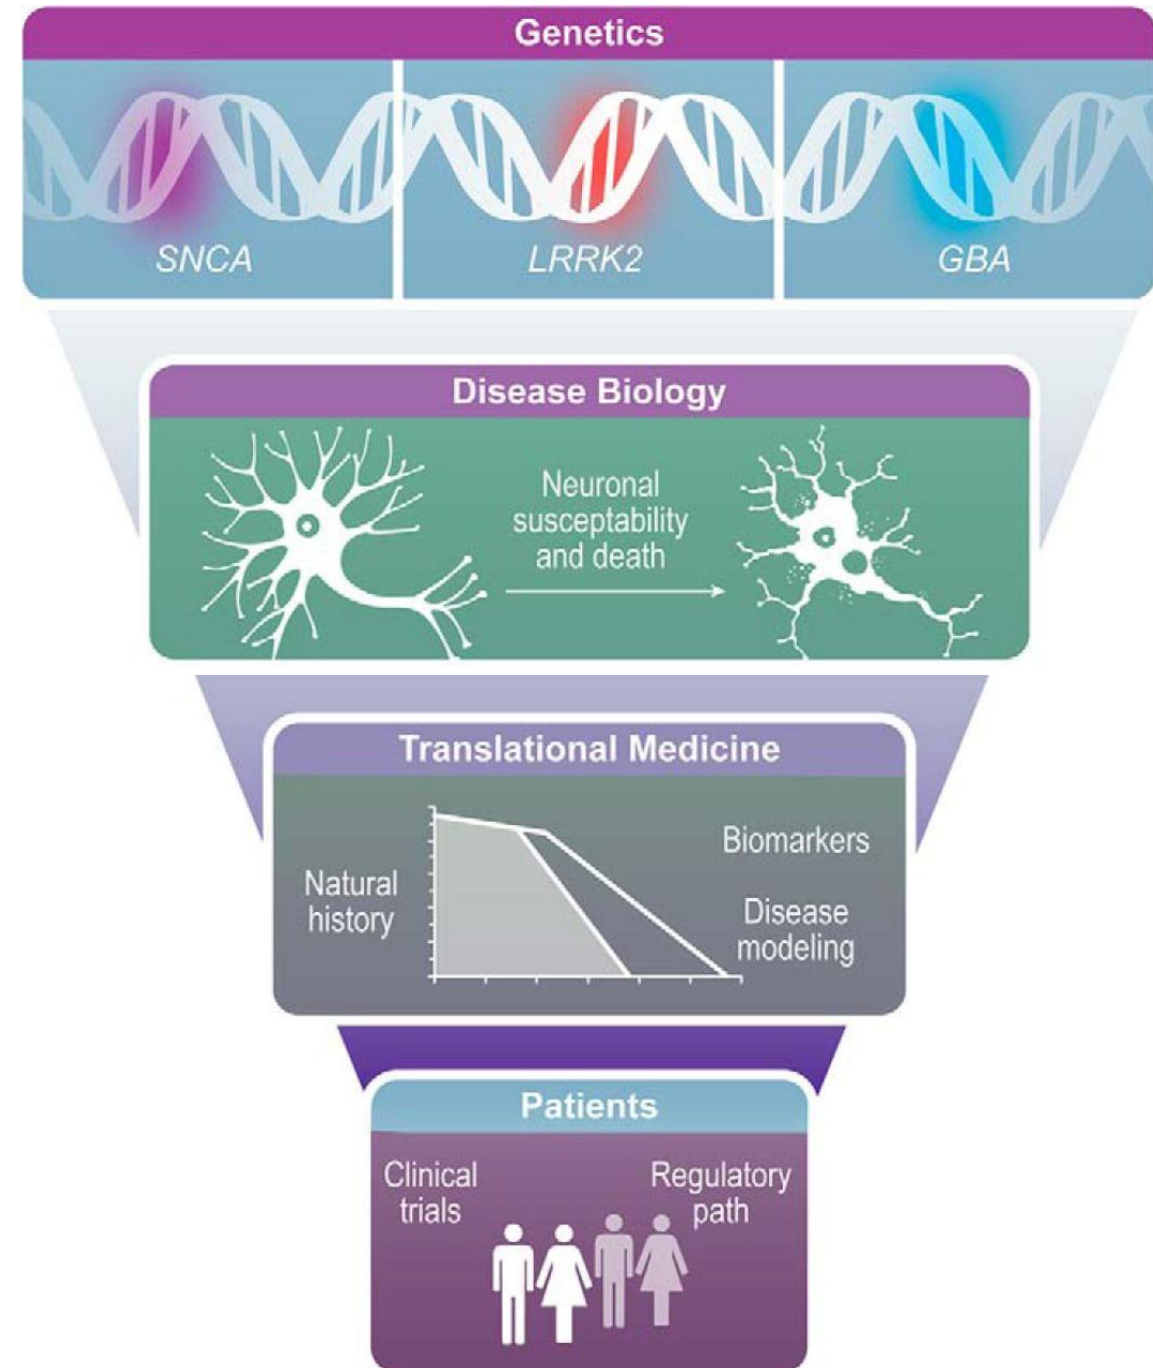 Genetics
SNCA
LRRK2
GBA
Disease Biology
Neuronal
susceptability
and death
Translational Medicine
Natural
history
Biomarkers
Disease
modeling
Patients
Clinical
trials
Regulatory
path